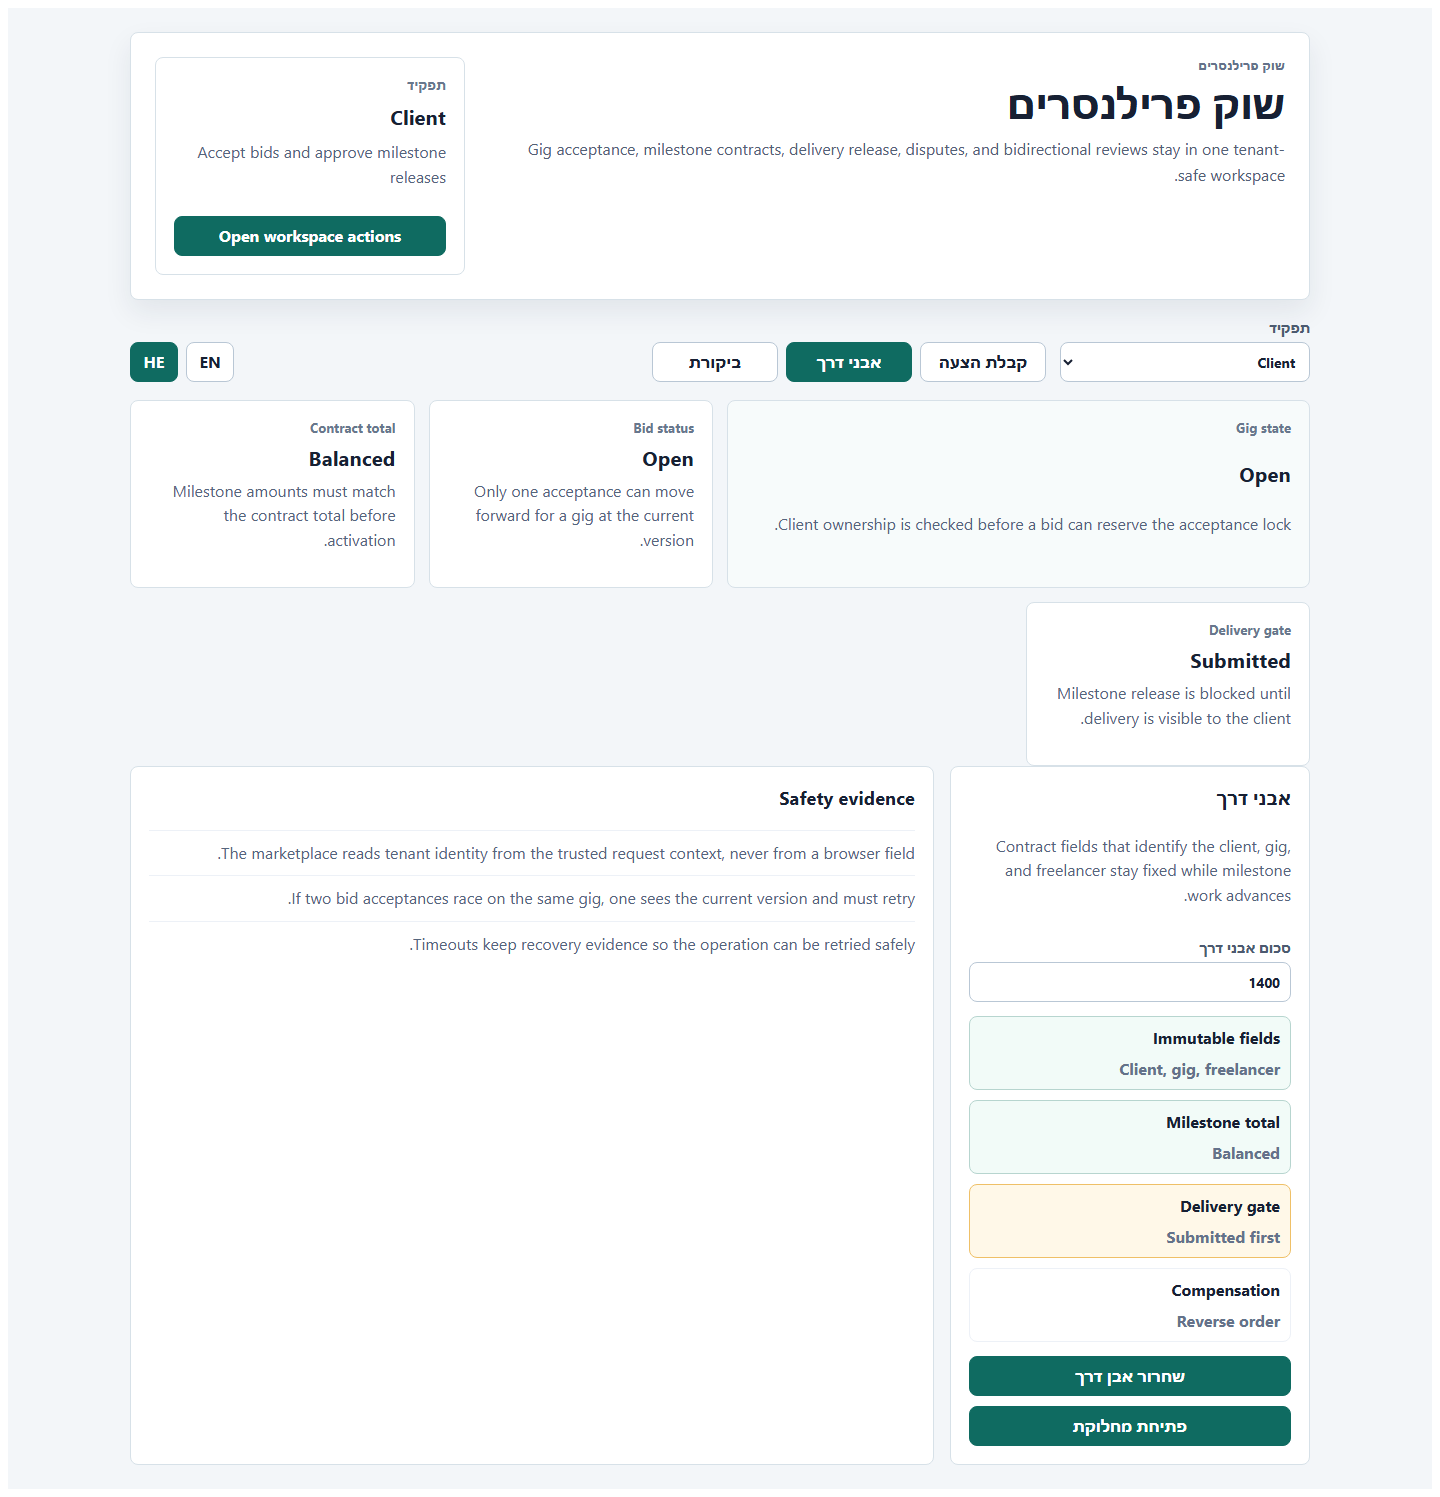 שוק פרילנסרים
שוק פרילנסרים
Gig acceptance, milestone contracts, delivery release, disputes, and bidirectional reviews stay in one tenant-
safe workspace.
תפקיד
Client
Accept bids and approve milestone
releases
Open workspace actions
תפקיד
Client
קבלת הצעה
אבני דרך
ביקורת
EN
HE
Gig state
Open
Client ownership is checked before a bid can reserve the acceptance lock.
Bid status
Open
Only one acceptance can move
forward for a gig at the current
version.
Contract total
Balanced
Milestone amounts must match
the contract total before
activation.
Delivery gate
Submitted
Milestone release is blocked until
delivery is visible to the client.
אבני דרך
Contract fields that identify the client, gig,
and freelancer stay fixed while milestone
work advances.
סכום אבני דרך
1400
Immutable fields
Client, gig, freelancer
Milestone total
Balanced
Delivery gate
Submitted first
Compensation
Reverse order
שחרור אבן דרך
פתיחת מחלוקת
Safety evidence
The marketplace reads tenant identity from the trusted request context, never from a browser field.
If two bid acceptances race on the same gig, one sees the current version and must retry.
Timeouts keep recovery evidence so the operation can be retried safely.